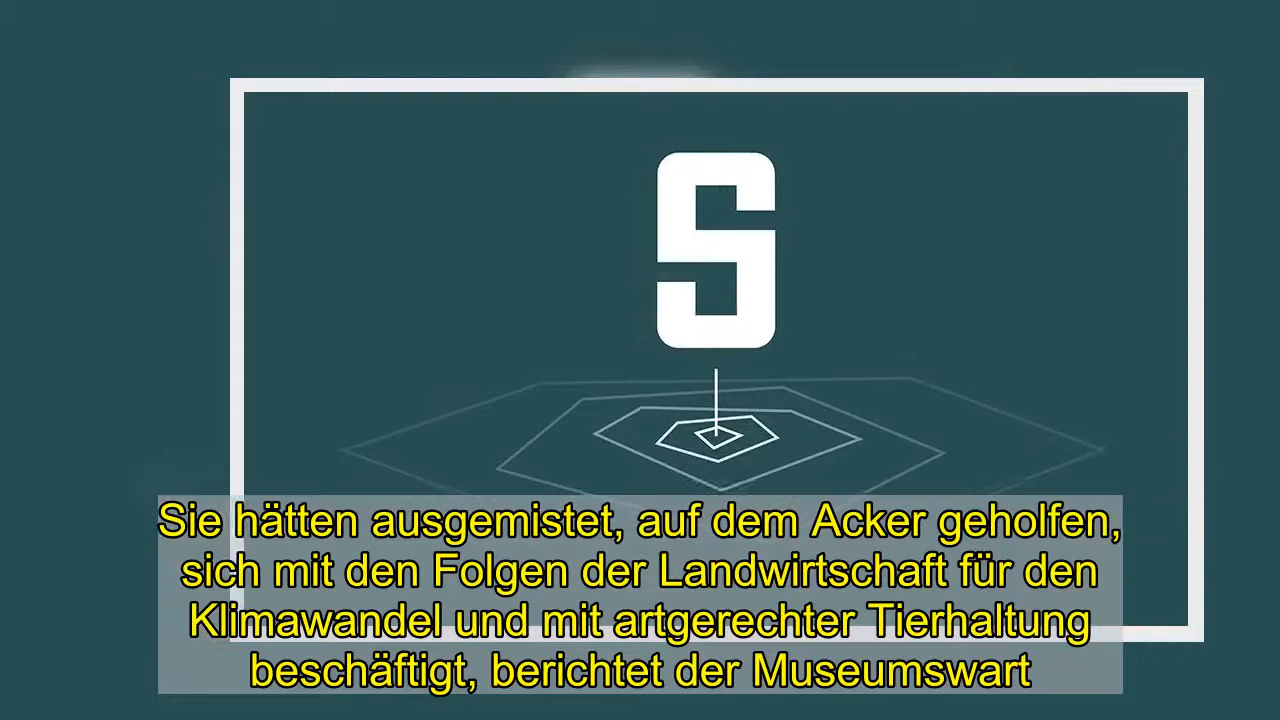 S
Sie hätten ausgemistet, auf dem Acker geholfen,
sich mit den Folgen der Landwirtschaft für den
Klimawandel und mit artgerechter Tierhaltung
beschäftigt, berichtet der Museumswart